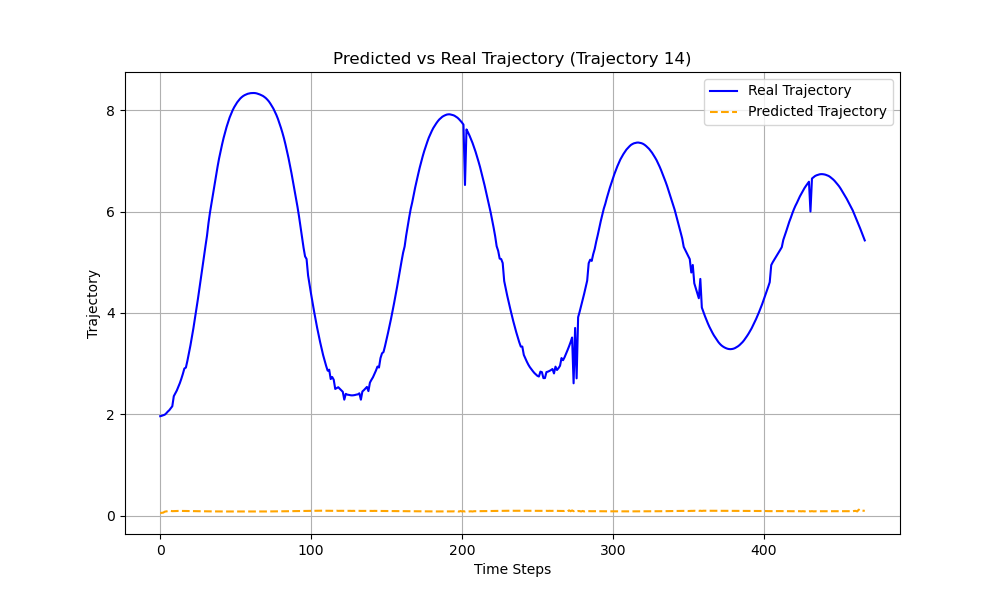 Predicted vs Real Trajectory (Trajectory 14)
Real Trajectory
Predicted Trajectory
Trajectory
8
6
4
2
0
0 100 200 300 400
Time Steps